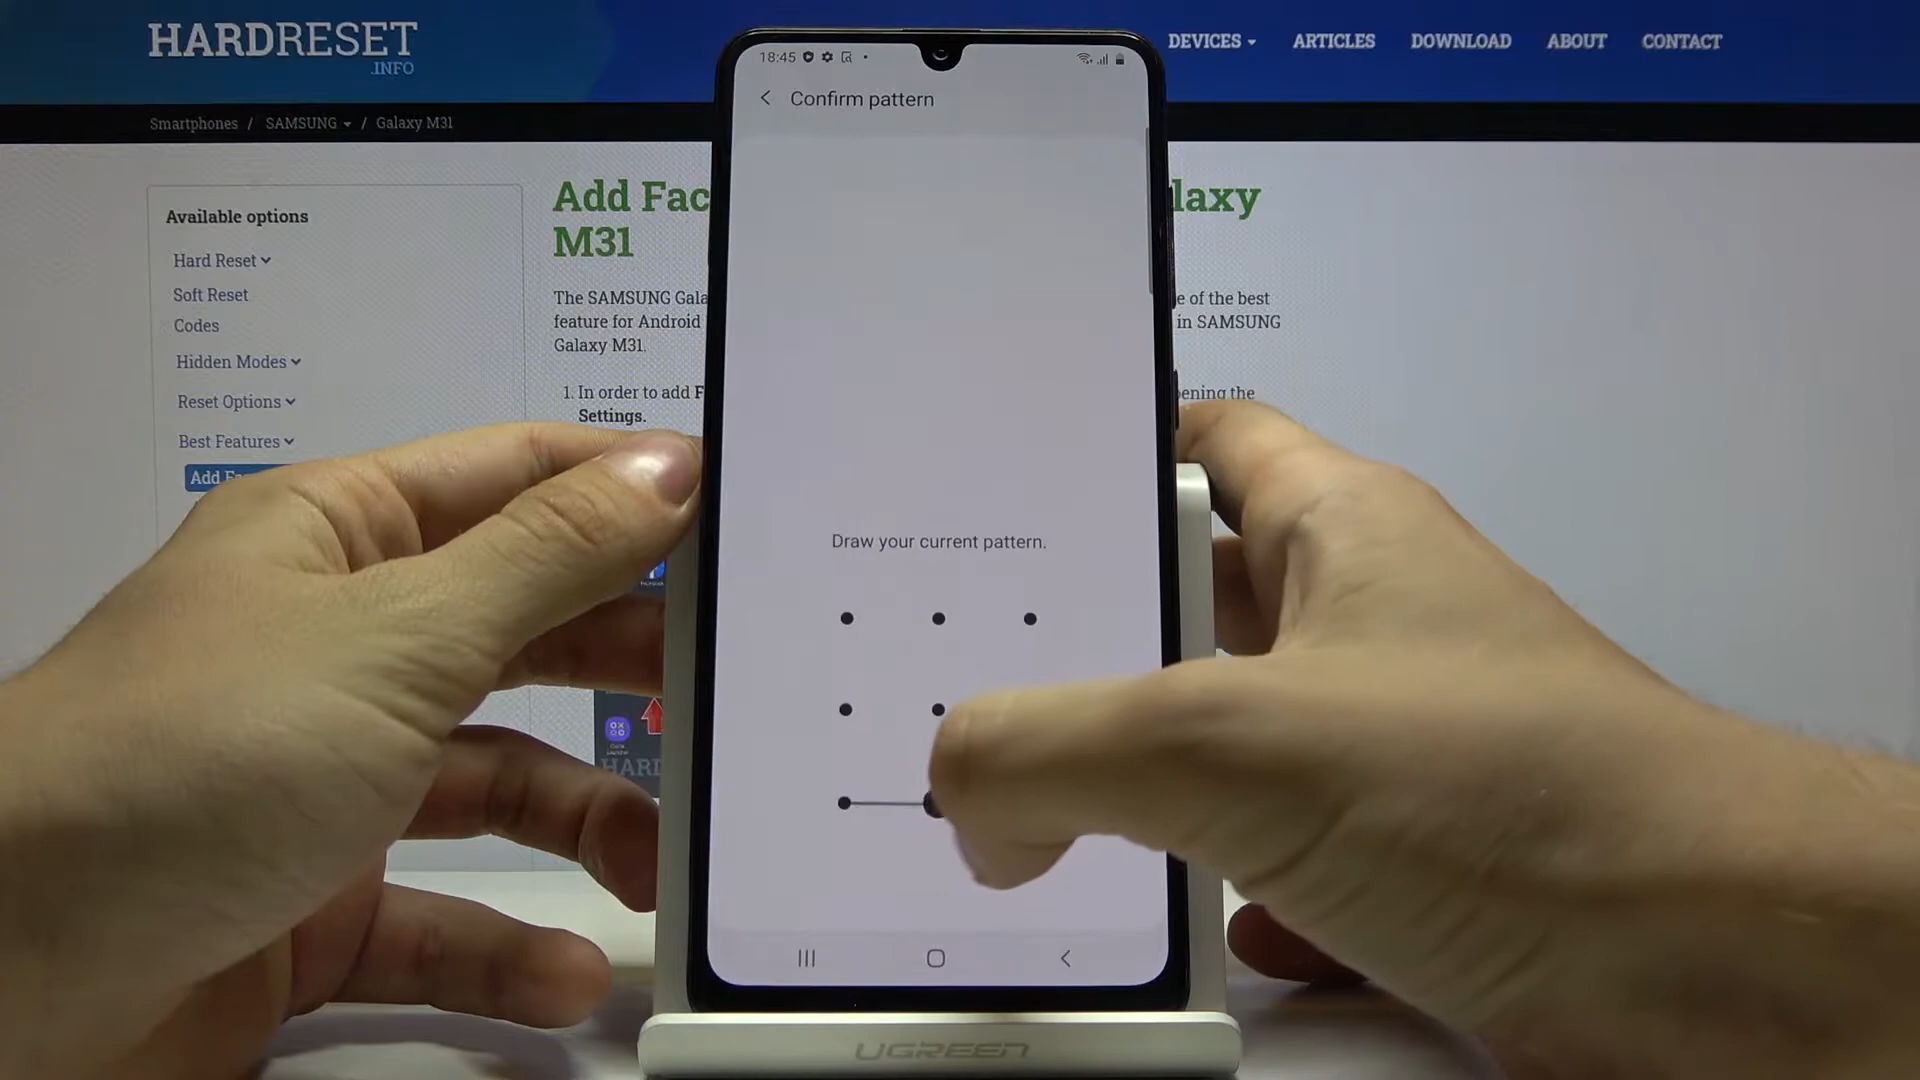 HARDRESET
.INFO
DEVICES
ARTICLES
DOWNLOAD
ABOUT
CONTACT
Smartphones / SAMSUNG / Galaxy M31
Available options
Hard Reset
Soft Reset
Codes
Hidden Modes
Reset Options
Best Features
Add Fac
Add Fac laxy
M31
The SAMSUNG Gala e of the best
feature for Android in SAMSUNG
Galaxy M31.
1. In order to add F ening the
Settings.
HARD
18:45
Confirm pattern
Draw your current pattern.
UGREEN